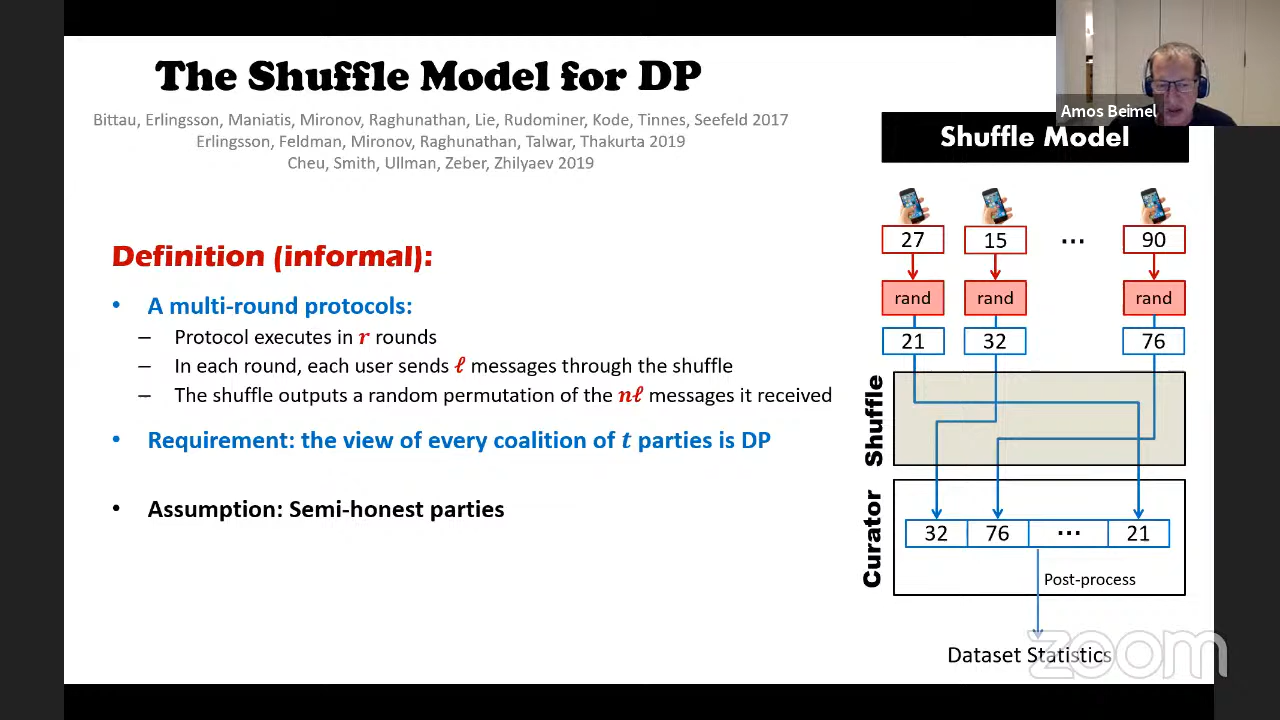 The Shuffle Model for DP
Bittau, Erlingsson, Maniatis, Mironov, Raghunathan, Lie, Rudominer, Kode, Tinnes, Seefeld 2017
Erlingsson, Feldman, Mironov, Raghunathan, Talwar, Thakurta 2019
Cheu, Smith, Ullman, Zeber, Zhilyaev 2019
Amos Beimel
Definition (informal):
• A multi-round protocols:
– Protocol executes in r rounds
– In each round, each user sends ℓ messages through the shuffle
– The shuffle outputs a random permutation of the nℓ messages it received
• Requirement: the view of every coalition of t parties is DP
• Assumption: Semi-honest parties
Shuffle Model
27 15 ... 90
rand rand rand
21 32 76
Shuffle
Curator
32 76 ... 21
Post-process
Dataset Statistics
zoom